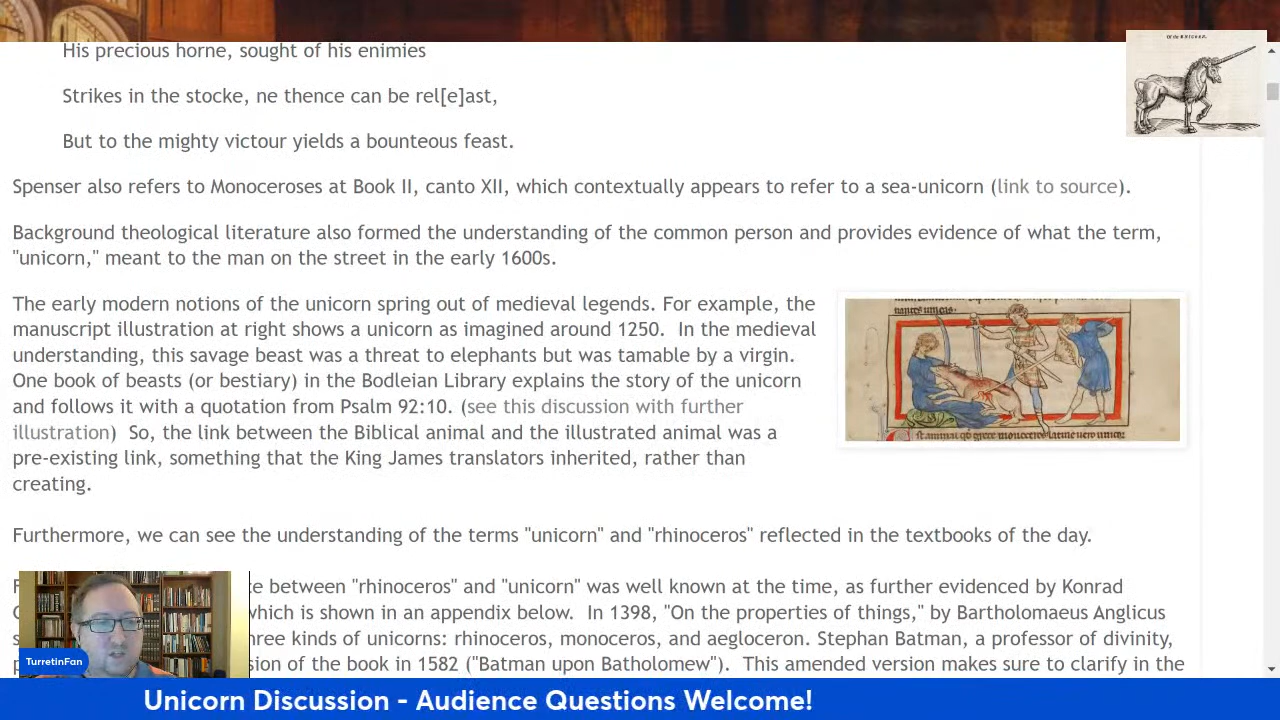 His precious horne, sought of his enimies
Strikes in the stocke, ne thence can be rel[e]ast,
But to the mighty victour yields a bounteous feast.
Spenser also refers to Monoceroses at Book II, canto XII, which contextually appears to refer to a sea-unicorn (link to source).
Background theological literature also formed the understanding of the common person and provides evidence of what the term,
"unicorn," meant to the man on the street in the early 1600s.
The early modern notions of the unicorn spring out of medieval legends. For example, the
manuscript illustration at right shows a unicorn as imagined around 1250. In the medieval
understanding, this savage beast was a threat to elephants but was tamable by a virgin.
One book of beasts (or bestiary) in the Bodleian Library explains the story of the unicorn
and follows it with a quotation from Psalm 92:10. (see this discussion with further
illustration) So, the link between the Biblical animal and the illustrated animal was a
pre-existing link, something that the King James translators inherited, rather than
creating.
Furthermore, we can see the understanding of the terms "unicorn" and "rhinoceros" reflected in the textbooks of the day.
between "rhinoceros" and "unicorn" was well known at the time, as further evidenced by Konrad
which is shown in an appendix below. In 1398, "On the properties of things," by Bartholomaeus Anglicus
hree kinds of unicorns: rhinoceros, monoceros, and aegloceron. Stephan Batman, a professor of divinity,
sion of the book in 1582 ("Batman upon Batholomew"). This amended version makes sure to clarify in the
TurretinFan
Unicorn Discussion - Audience Questions Welcome!